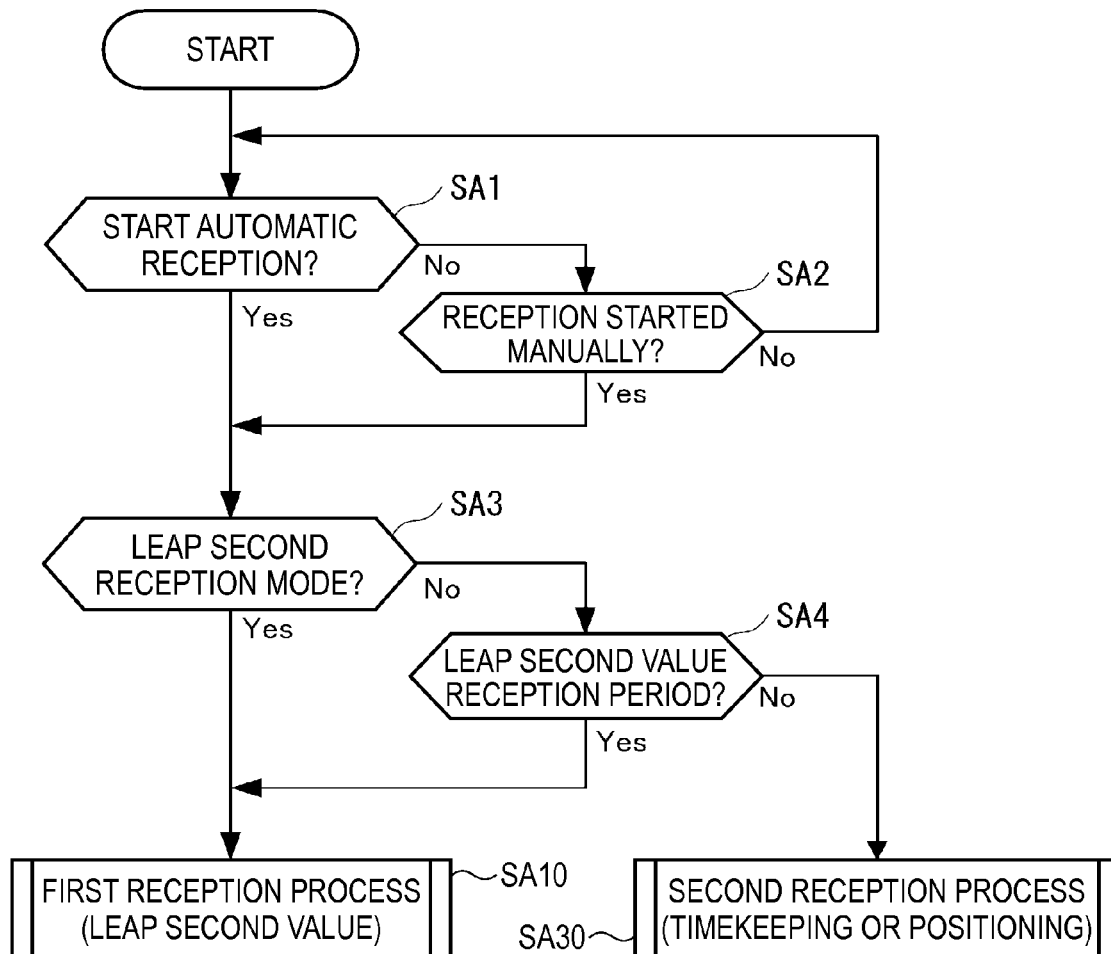 START
SA1
START AUTOMATIC
RECEPTION?
No
SA2
Yes
RECEPTION STARTED
MANUALLY?
No
Yes
SA3
LEAP SECOND
RECEPTION MODE?
No
Yes
SA4
LEAP SECOND VALUE
RECEPTION PERIOD?
No
Yes
FIRST RECEPTION PROCESS
(LEAP SECOND VALUE)
SA10
SECOND RECEPTION PROCESS
(TIMEKEEPING OR POSITIONING)
SA30